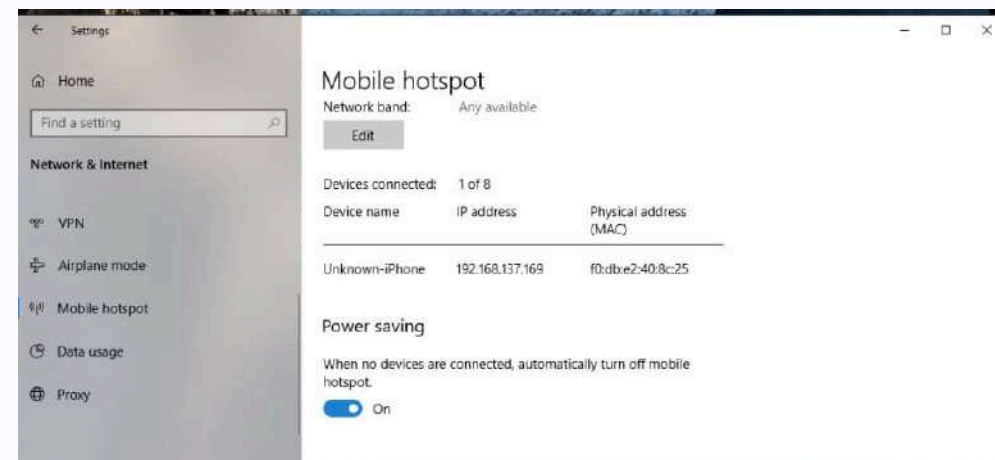 Settings
Home
Find a setting
Network & Internet
VPN
Airplane mode
Mobile hotspot
Data usage
Proxy
Mobile hotspot
Network band: Any available
Edit
Devices connected: 1 of 8
Device name IP address Physical address
(MAC)
Unknown-iPhone 192.168.137.169 f0:db:e2:40:8c:25
Power saving
When no devices are connected, automatically turn off mobile
hotspot.
On